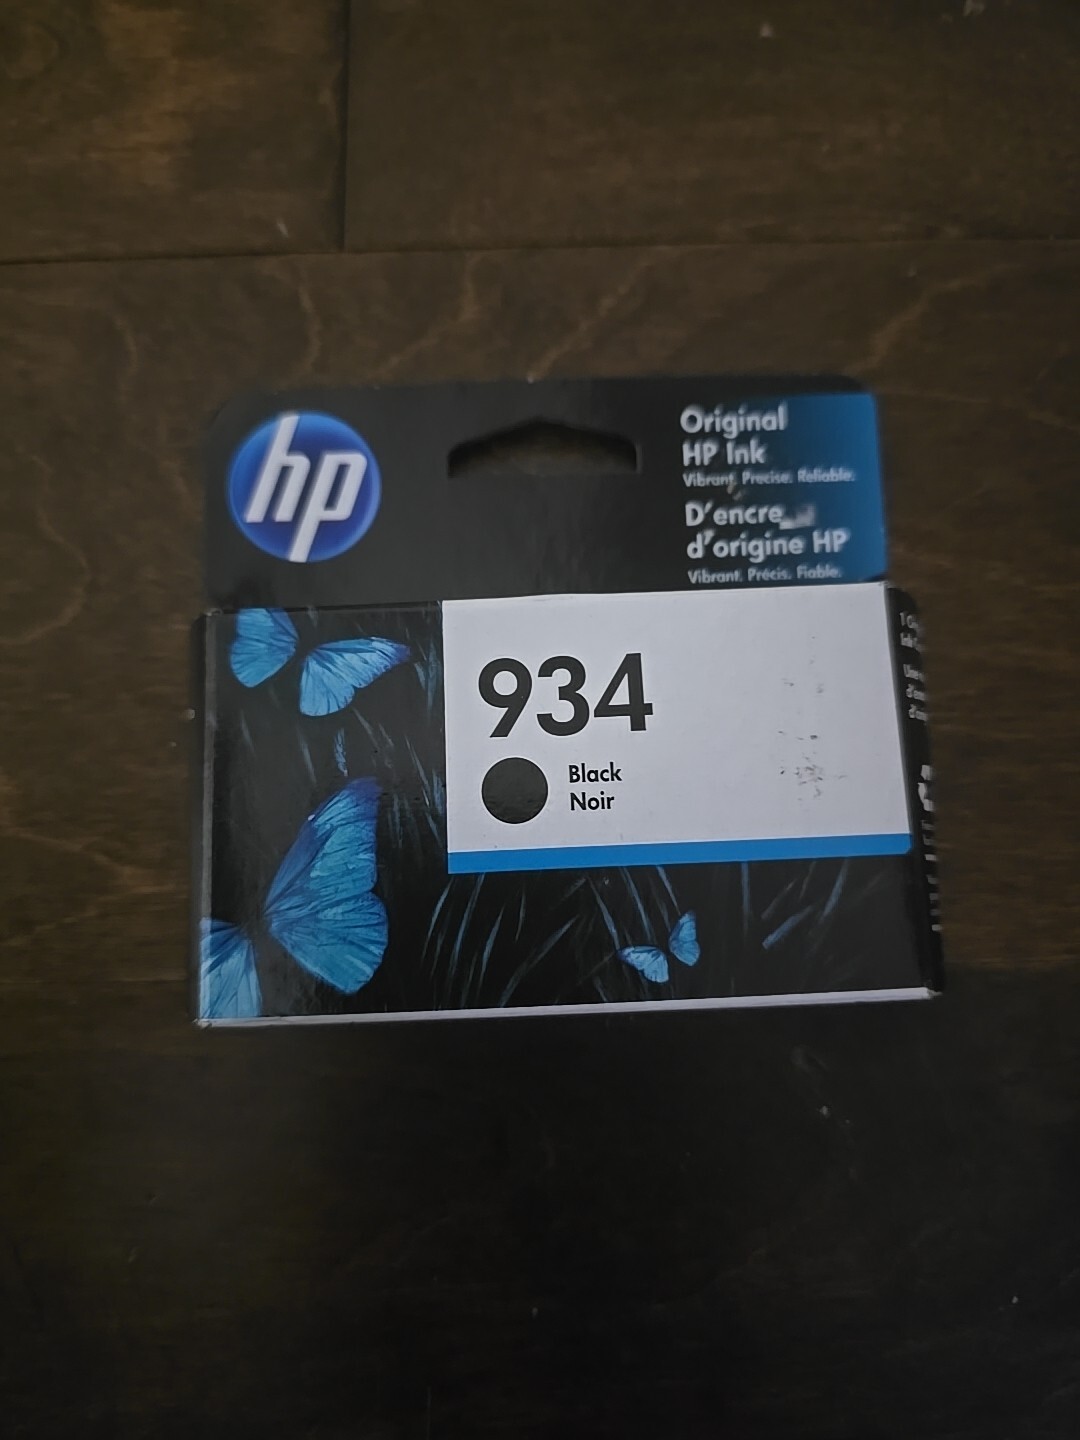 hp
Original
HP Ink
Vibrant. Precise. Reliable.
D'encre
d'origine HP
Vibrant. Précis. Fiable.
934
Black
Noir